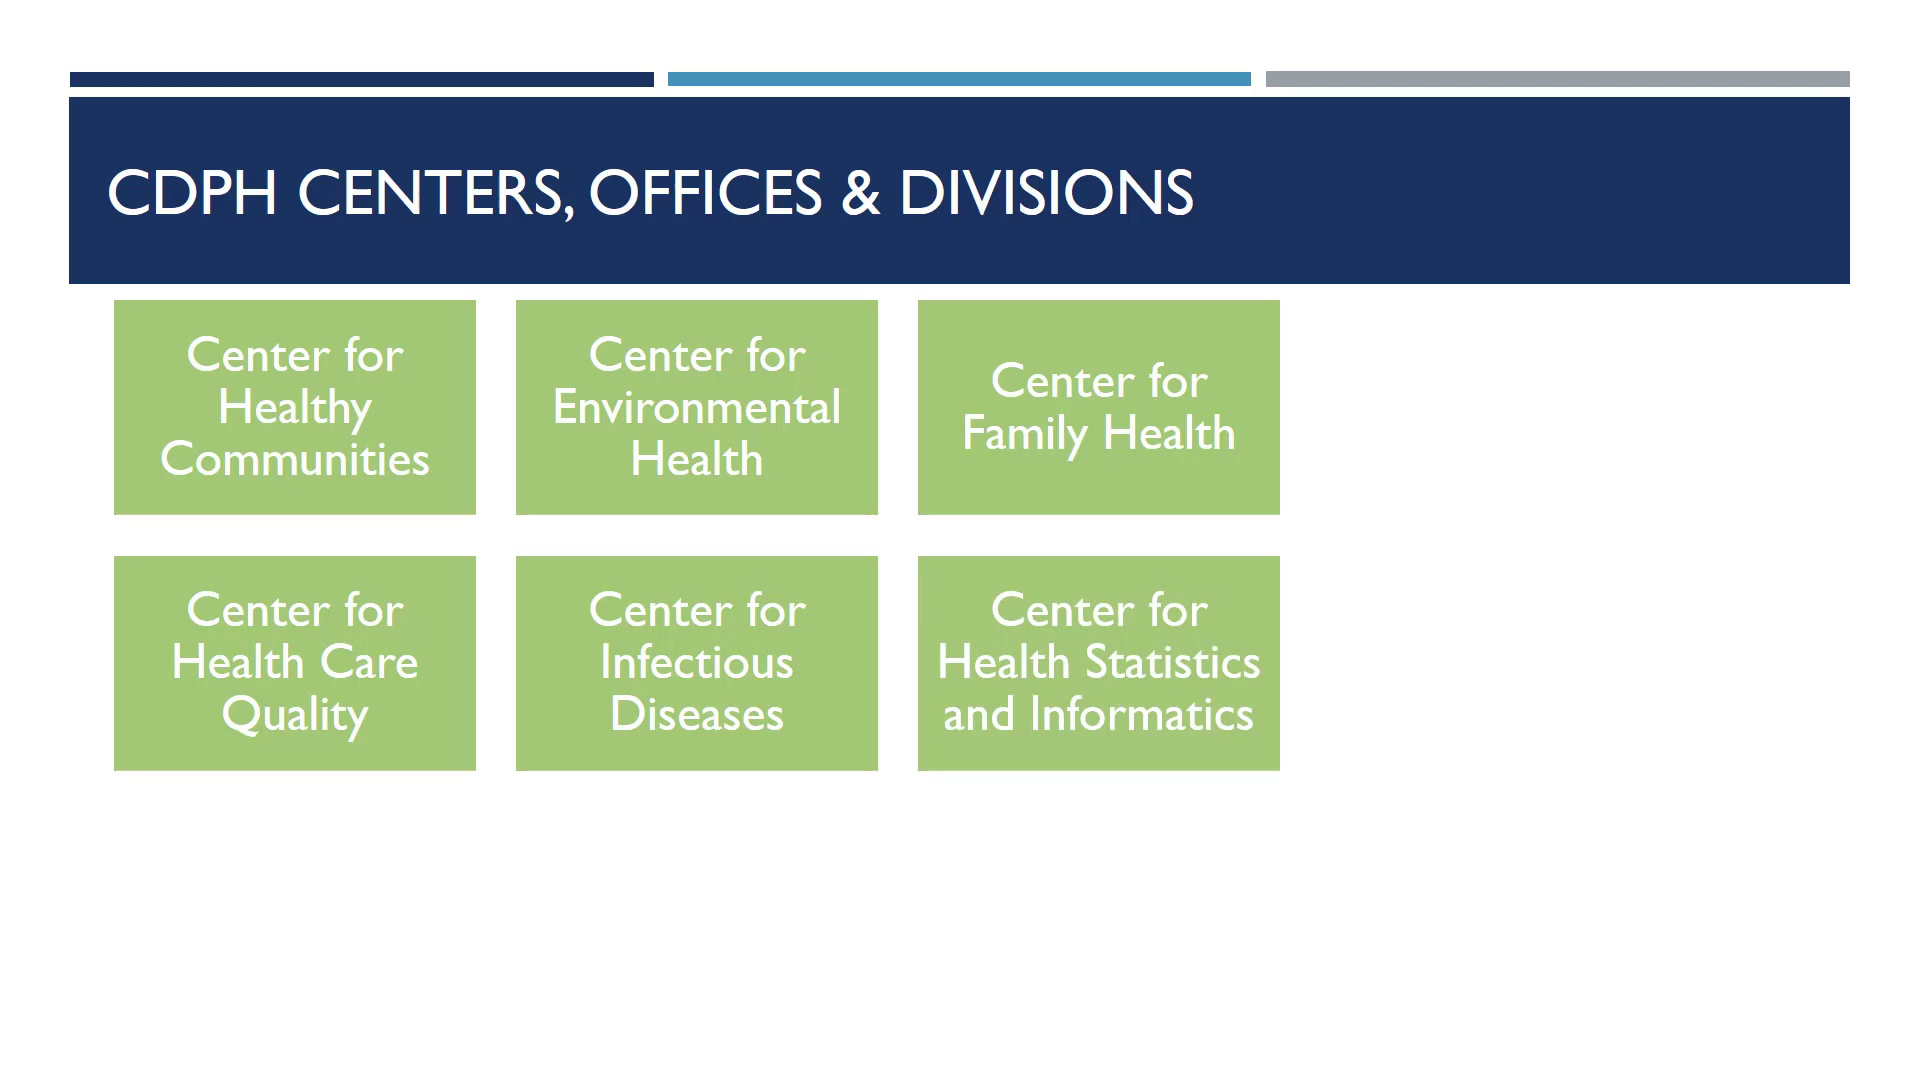 CDPH CENTERS, OFFICES & DIVISIONS
Center for
Healthy
Communities
Center for
Environmental
Health
Center for
Family Health
Center for
Health Care
Quality
Center for
Infectious
Diseases
Center for
Health Statistics
and Informatics